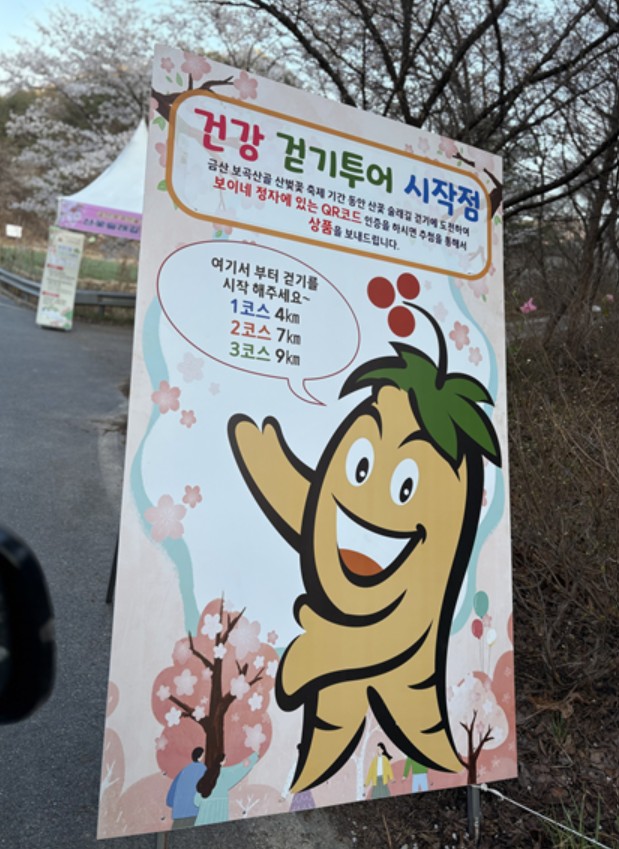 건강 걷기투어 시작점
금산 보곡산골 산벚꽃 축제 기간 동안 산꽃 술래길 걷기에 도전하여
보이네 정자에 있는 QR코드 인증을 하시면 추첨을 통해서
상품을 보내드립니다.
여기서 부터 걷기를
시작 해주세요~
1코스 4㎞
2코스 7㎞
3코스 9㎞